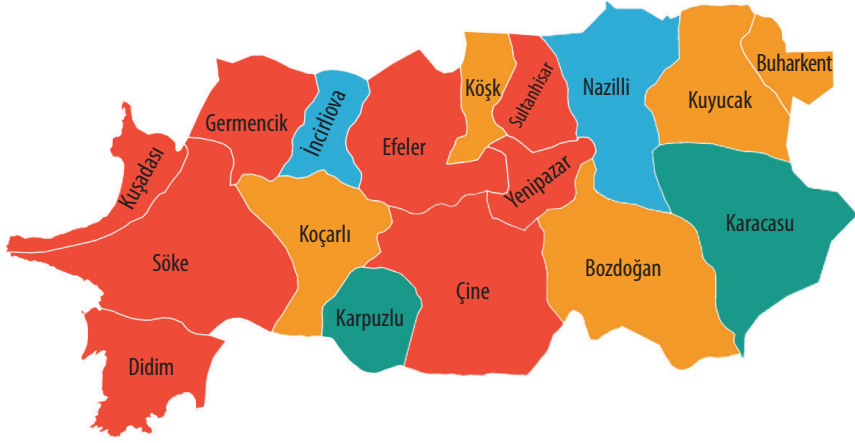 Buharkent
Köşk
Sultanhisar
Nazilli
Kuyucak
Germencik
İncirliova
Efeler
Kuşadası
Yenipazar
Karacasu
Koçarlı
Söke
Bozdoğan
Çine
Karpuzlu
Didim